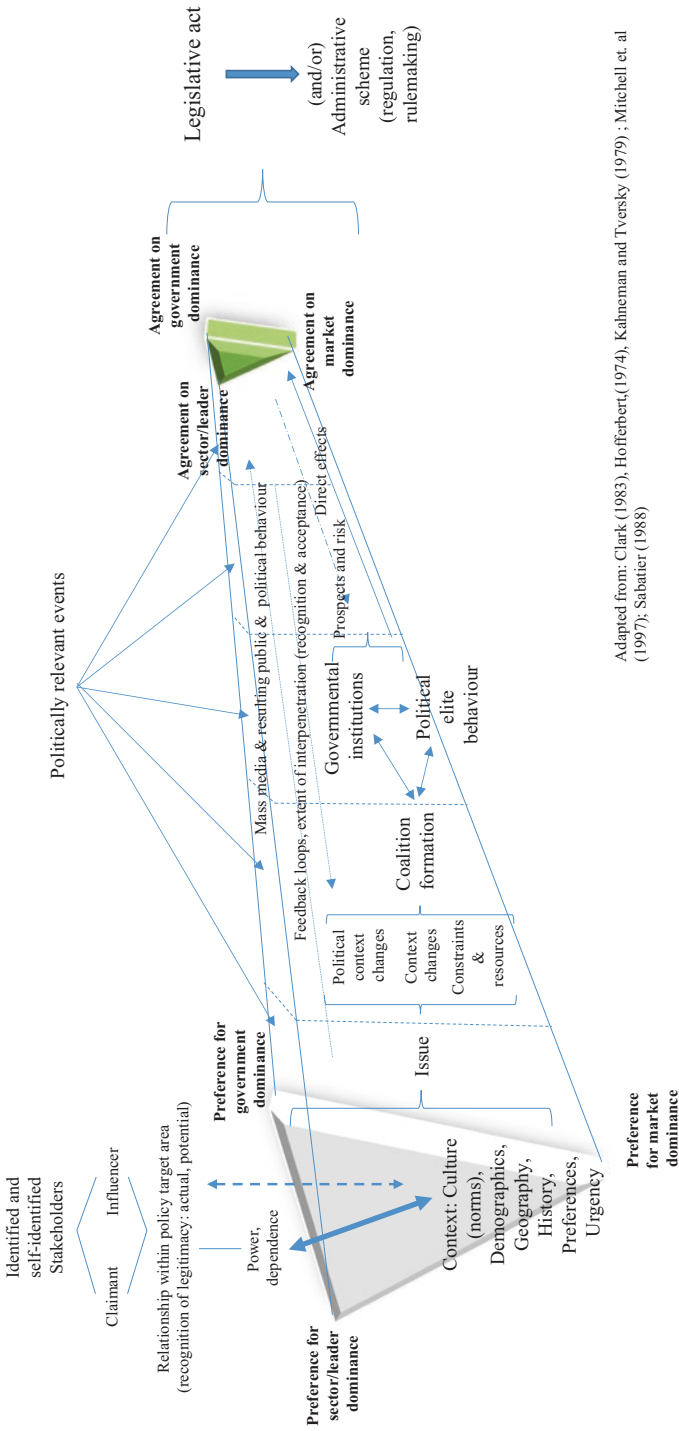 Identified and
self-identified
Stakeholders
Claimant
Influencer
Relationship within policy target area
(recognition of legitimacy: actual, potential)
Power,
dependence
Preference for
sector/leader
dominance
Preference for
government
dominance
Preference
for market
dominance
Context: Culture
(norms),
Demographics,
Geography,
History,
Preferences,
Urgency
Issue
Political
context
changes
Context
changes
Constraints
&
resources
Coalition
formation
Governmental
institutions
Political
elite
behaviour
Politically relevant events
Mass media & resulting public & political behaviour
Feedback loops, extent of interpenetration (recognition & acceptance)
Prospects and risk
Direct effects
Agreement on
sector/leader
dominance
Agreement on
government
dominance
Agreement on
market
dominance
Legislative act
(and/or)
Administrative
scheme
(regulation,
rulemaking)
Adapted from: Clark (1983), Hofferbert,(1974), Kahneman and Tversky (1979) ; Mitchell et. al
(1997); Sabatier (1988)